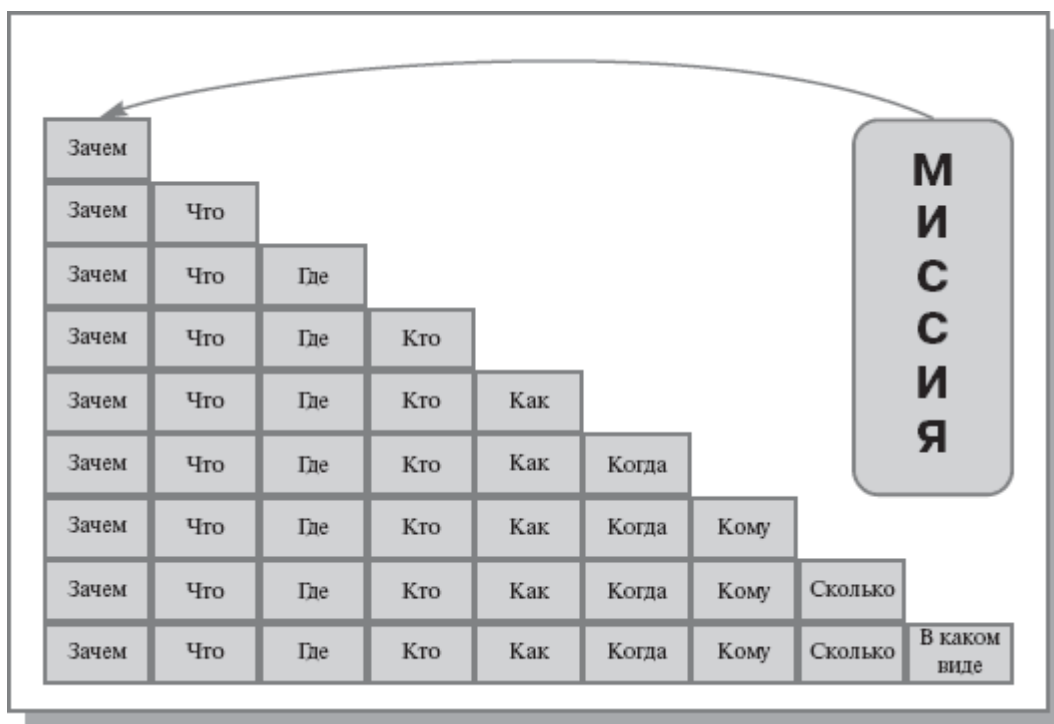 Зачем
Зачем Что
Зачем Что Где
Зачем Что Где Кто
Зачем Что Где Кто Как
Зачем Что Где Кто Как Когда
Зачем Что Где Кто Как Когда Кому
Зачем Что Где Кто Как Когда Кому Сколько
Зачем Что Где Кто Как Когда Кому Сколько В каком
виде
МИССИЯ